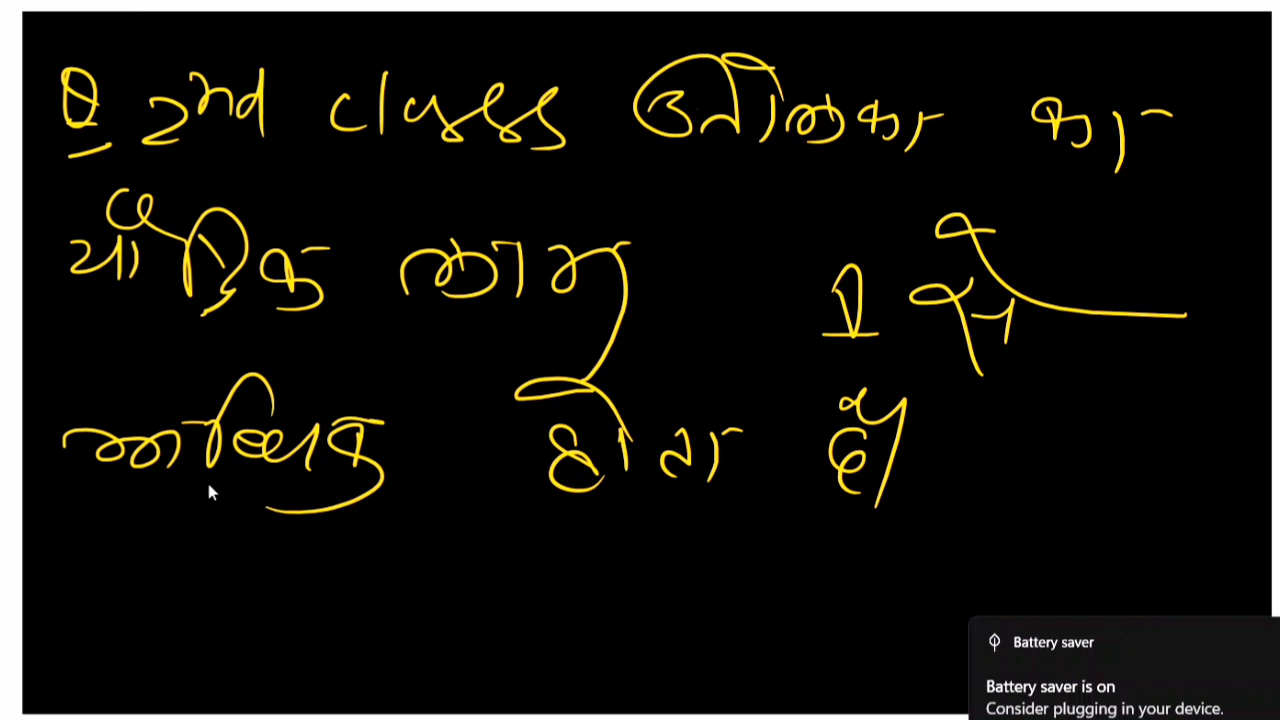 Q 2nd class उत्तोलक का
यांत्रिक लाभ 1 से
अधिक होता है
Battery saver
Battery saver is on
Consider plugging in your device.